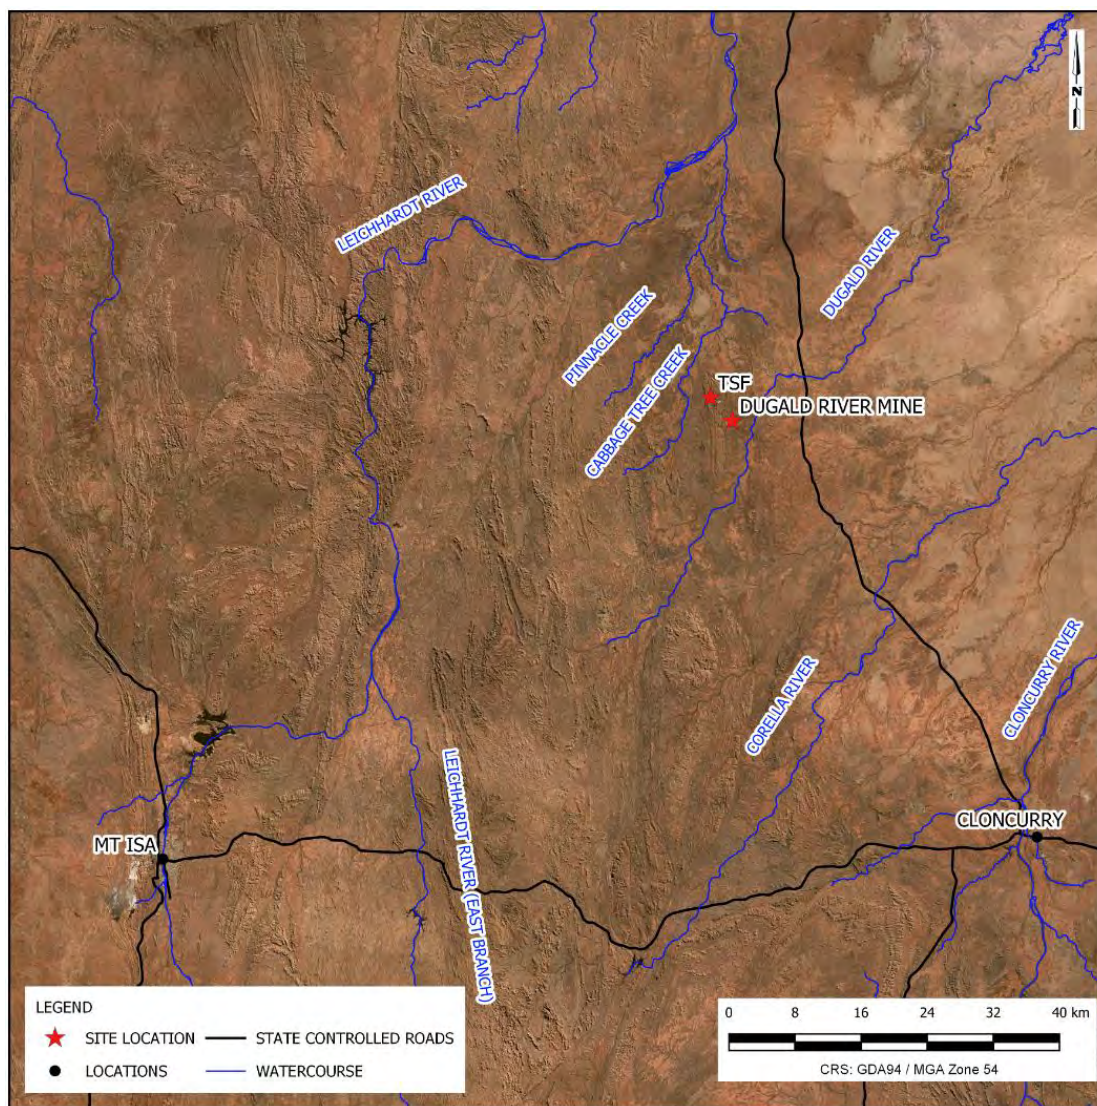 N
LEICHHARDT RIVER
DUGALD RIVER
PINNACLE CREEK
CABBAGE TREE CREEK
TSF
DUGALD RIVER MINE
CORELLA RIVER
CLONCURRY RIVER
LEICHHARDT RIVER (EAST BRANCH)
MT ISA
CLONCURRY
LEGEND
SITE LOCATION
STATE CONTROLLED ROADS
LOCATIONS
WATERCOURSE
0 8 16 24 32 40 km
CRS: GDA94 / MGA Zone 54